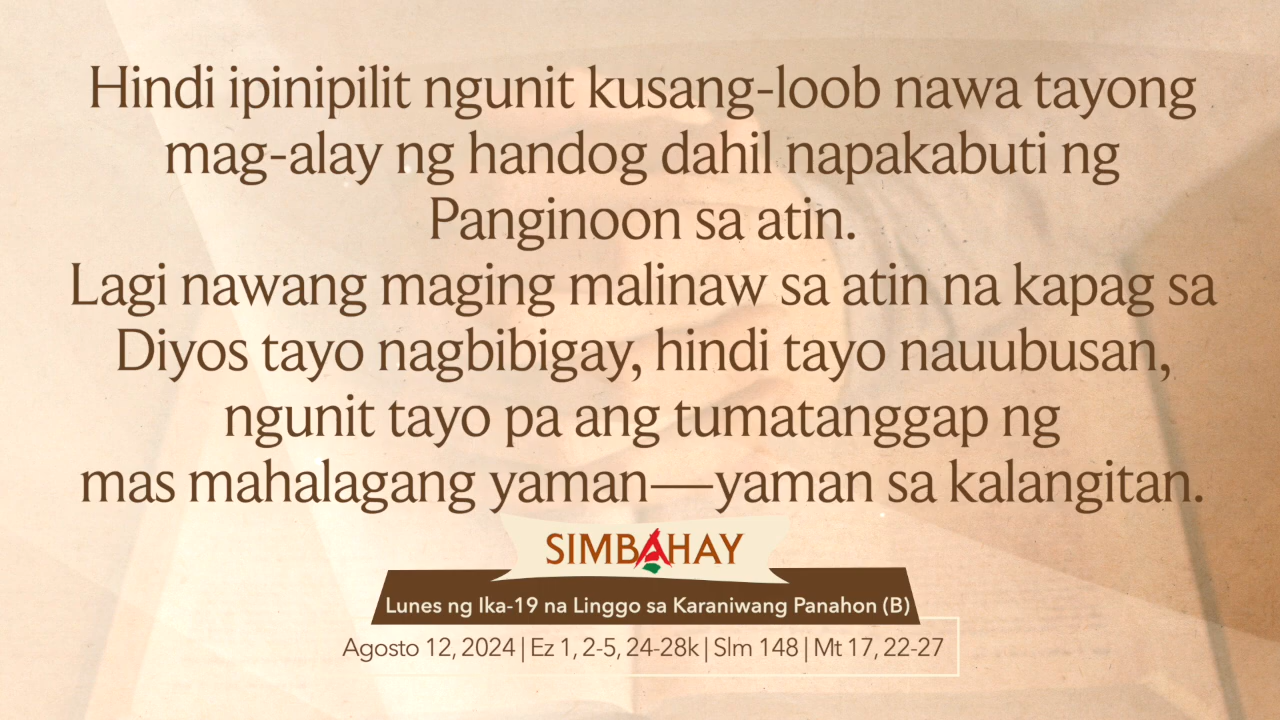 Hindi ipinipilit ngunit kusang-loob nawa tayong
mag-alay ng handog dahil napakabuti ng
Panginoon sa atin.
Lagi nawang maging malinaw sa atin na kapag sa
Diyos tayo nagbibigay, hindi tayo nauubusan,
ngunit tayo pa ang tumatanggap ng
mas mahalagang yaman—yaman sa kalangitan.
SIMBAHAY
Lunes ng Ika-19 na Linggo sa Karaniwang Panahon (B)
Agosto 12, 2024 | Ez 1, 2-5, 24-28k | Slm 148 | Mt 17, 22-27